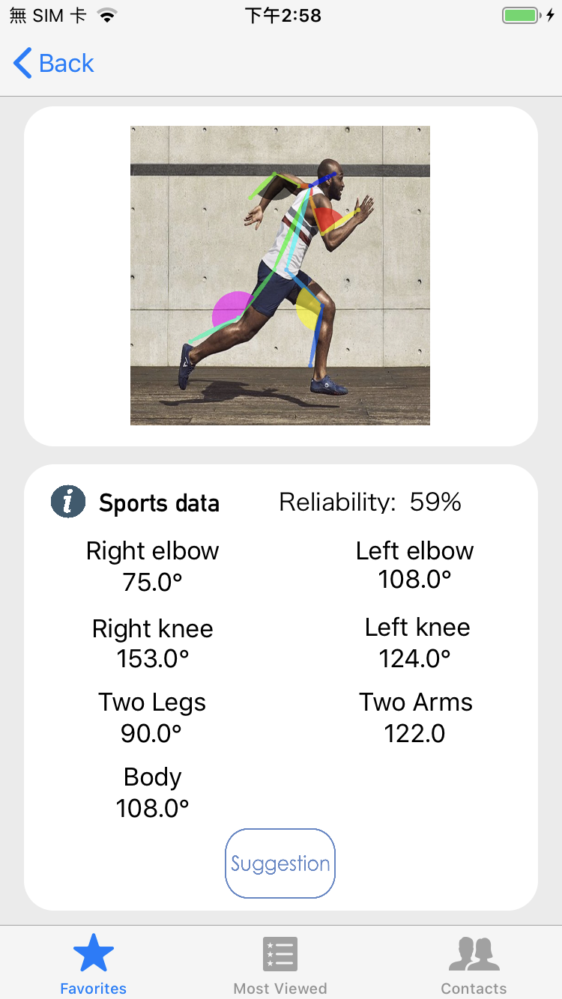 無 SIM 卡 下午2:58
Back
Sports data Reliability: 59%
Right elbow Left elbow
75.0° 108.0°
Right knee Left knee
153.0° 124.0°
Two Legs Two Arms
90.0° 122.0
Body
108.0°
Suggestion
Favorites Most Viewed Contacts